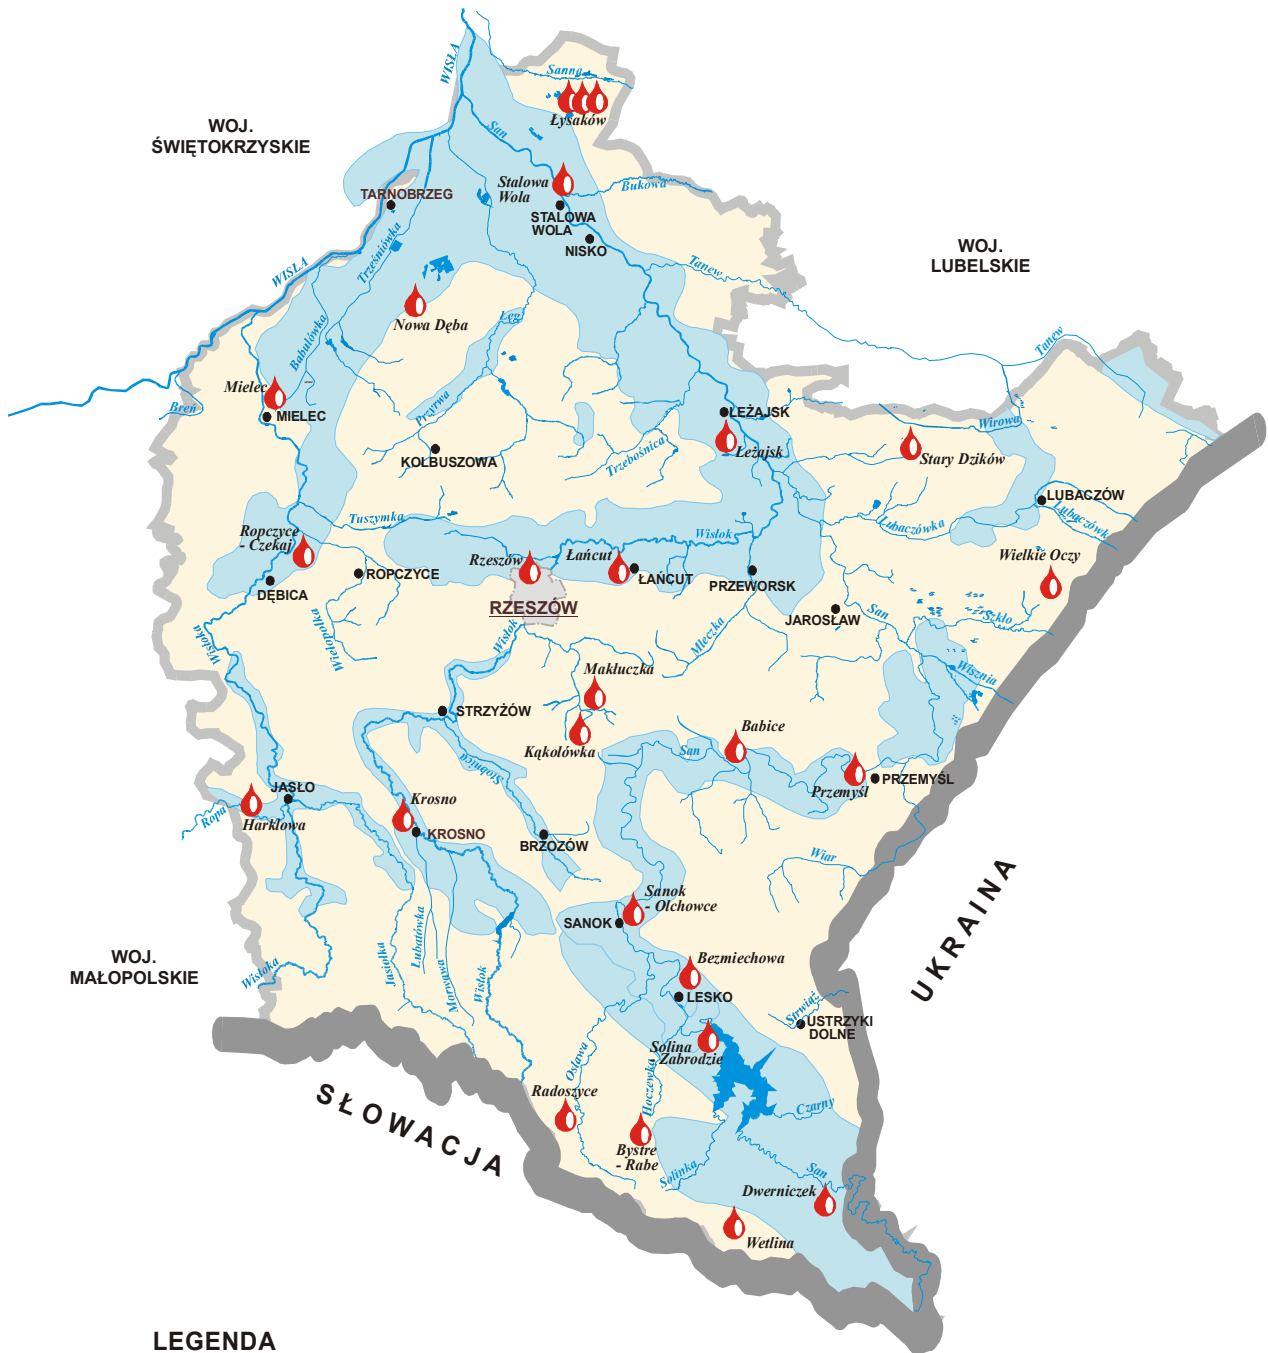 WISŁA
Sanna
Łysaków
WOJ.
ŚWIĘTOKRZYSKIE
San
Stalowa
Wola
Bukowa
TARNOBRZEG
STALOWA
WOLA
NISKO
Trześniówka
WOJ.
LUBELSKIE
WISŁA
Tanew
Nowa Dęba
Łęg
Babulówka
Tanew
Mielec
Breń
MIELEC
Przyrwa
LEŻAJSK
Wirowa
KOLBUSZOWA
Trzebośnica
Leżajsk
Stary Dzików
LUBACZÓW
Lubaczówka
Lubaczówka
Tuszymka
Ropczyce
- Czekaj
Wisłok
Rzeszów
Łańcut
Wielkie Oczy
ROPCZYCE
ŁAŃCUT
PRZEWORSK
DĘBICA
RZESZÓW
JAROSŁAW
San
Szkło
Wisłoka
Wielopolka
Wisłok
Mleczka
Wisznia
Makłuczka
STRZYŻÓW
Kąkolówka
Babice
San
Stobnica
Przemyśl
PRZEMYŚL
JASŁO
Ropa
Harklowa
Krosno
KROSNO
BRZOZÓW
Wiar
Sanok
- Olchowce
SANOK
UKRAINA
WOJ.
MAŁOPOLSKIE
Wisłoka
Jasiołka
Lubatówka
Morwawa
Wisłok
Bezmiechowa
LESKO
Strwiąż
USTRZYKI
DOLNE
Solina
Zabrodzie
Osława
Hoczewka
SŁOWACJA
Radoszyce
Czarny
Bystre
- Rabe
Solinka
San
Dwerniczek
Wetlina
LEGENDA